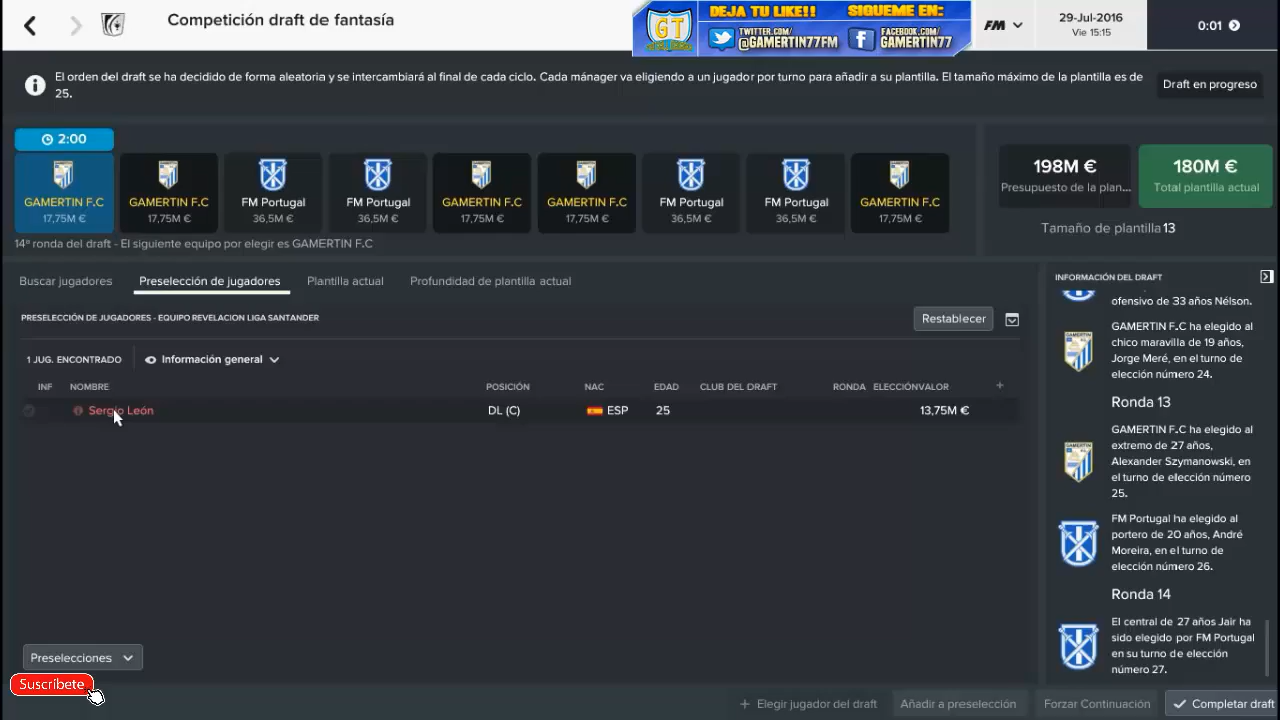 Competición draft de fantasía
GT
DEJA TU LIKE!! SIGUEME EN:
TWITTER.COM/
@GAMERTIN77FM
FACEBOOK.COM/
GAMERTIN77
FM
29-Jul-2016
Vie 15:15
0:01
El orden del draft se ha decidido de forma aleatoria y se intercambiará al final de cada ciclo. Cada mánager va eligiendo a un jugador por turno para añadir a su plantilla. El tamaño máximo de la plantilla es de
25.
Draft en progreso
2:00
GAMERTIN F.C GAMERTIN F.C FM Portugal FM Portugal GAMERTIN F.C GAMERTIN F.C FM Portugal FM Portugal GAMERTIN F.C
17,75M € 17,75M € 36,5M € 36,5M € 17,75M € 17,75M € 36,5M € 36,5M € 17,75M €
14ª ronda del draft - El siguiente equipo por elegir es GAMERTIN F.C
198M €
Presupuesto de la plan...
180M €
Total plantilla actual
Tamaño de plantilla 13
Buscar jugadores Preselección de jugadores Plantilla actual Profundidad de plantilla actual
PRESELECCIÓN DE JUGADORES - EQUIPO REVELACION LIGA SANTANDER
Restablecer
1 JUG. ENCONTRADO Información general
INF NOMBRE POSICIÓN NAC EDAD CLUB DEL DRAFT RONDA ELECCIÓN VALOR +
Sergio León DL (C) ESP 25 13,75M €
INFORMACIÓN DEL DRAFT
ofensivo de 33 años Nélson.
GAMERTIN F.C ha elegido al
chico maravilla de 19 años,
Jorge Meré, en el turno de
elección número 24.
Ronda 13
GAMERTIN F.C ha elegido al
extremo de 27 años,
Alexander Szymanowski, en
el turno de elección número
25.
FM Portugal ha elegido al
portero de 20 años, André
Moreira, en el turno de
elección número 26.
Ronda 14
El central de 27 años Jair ha
sido elegido por FM Portugal
en su turno de elección
número 27.
Preselecciones
Suscríbete
+ Elegir jugador del draft Añadir a preselección Forzar Continuación Completar draft